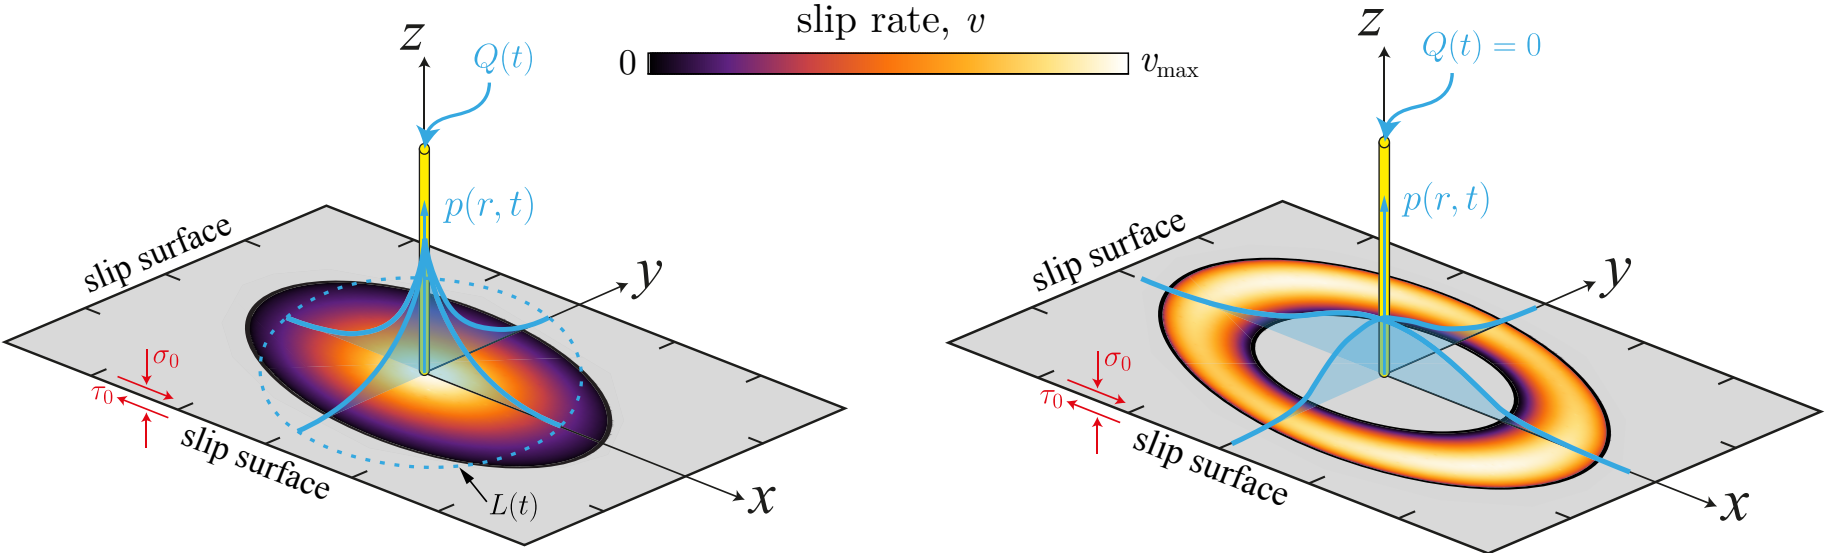 slip rate, v
0
v_max
z
Q(t)
p(r, t)
slip surface
y
σ₀
τ₀
slip surface
L(t)
x
z
Q(t) = 0
p(r, t)
slip surface
y
σ₀
τ₀
slip surface
x